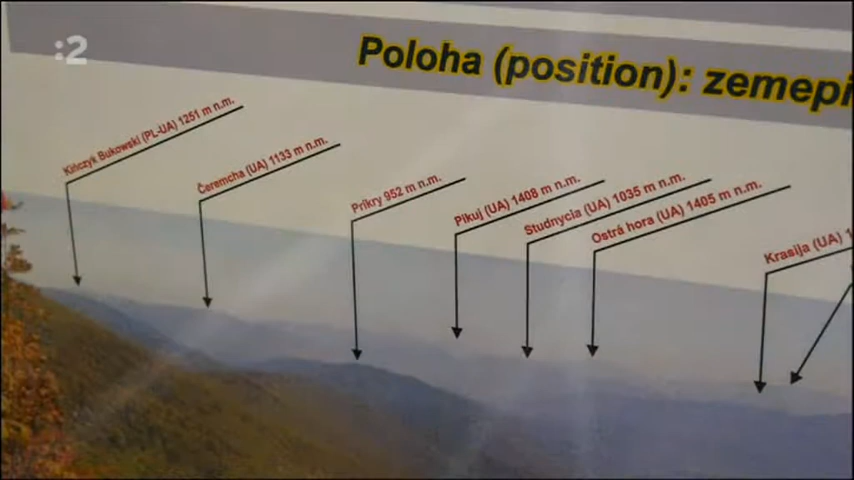 :2
Poloha (position): zemepi
Kińczyk Bukowski (PL-UA) 1251 m n.m.
Čeremcha (UA) 1133 m n.m.
Príkry 952 m n.m.
Pikuj (UA) 1408 m n.m.
Studnycia (UA) 1035 m n.m.
Ostrá hora (UA) 1405 m n.m.
Krasija (UA) 1